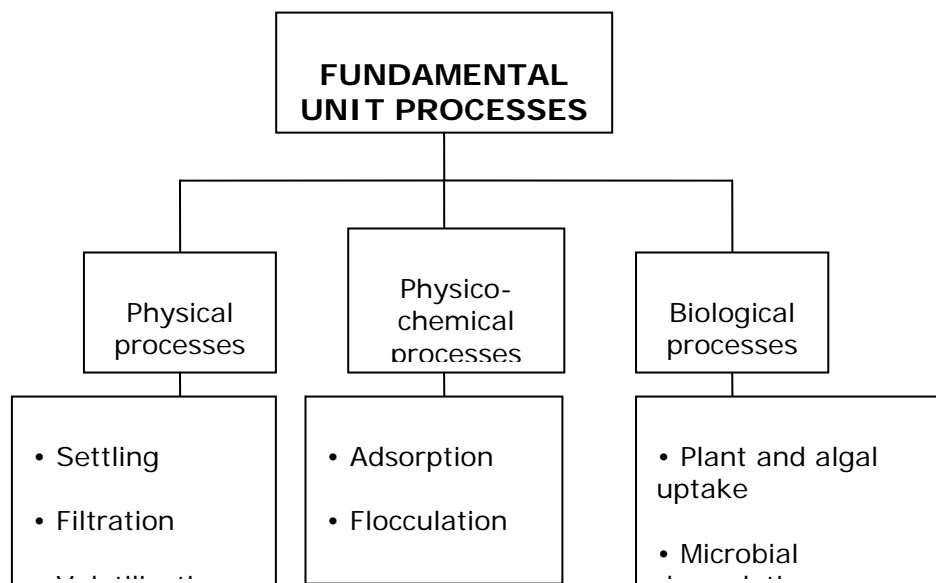 FUNDAMENTAL
UNIT PROCESSES
Physical
processes
Physico-
chemical
processes
Biological
processes
• Settling
• Filtration
• Adsorption
• Flocculation
• Plant and algal
uptake
• Microbial